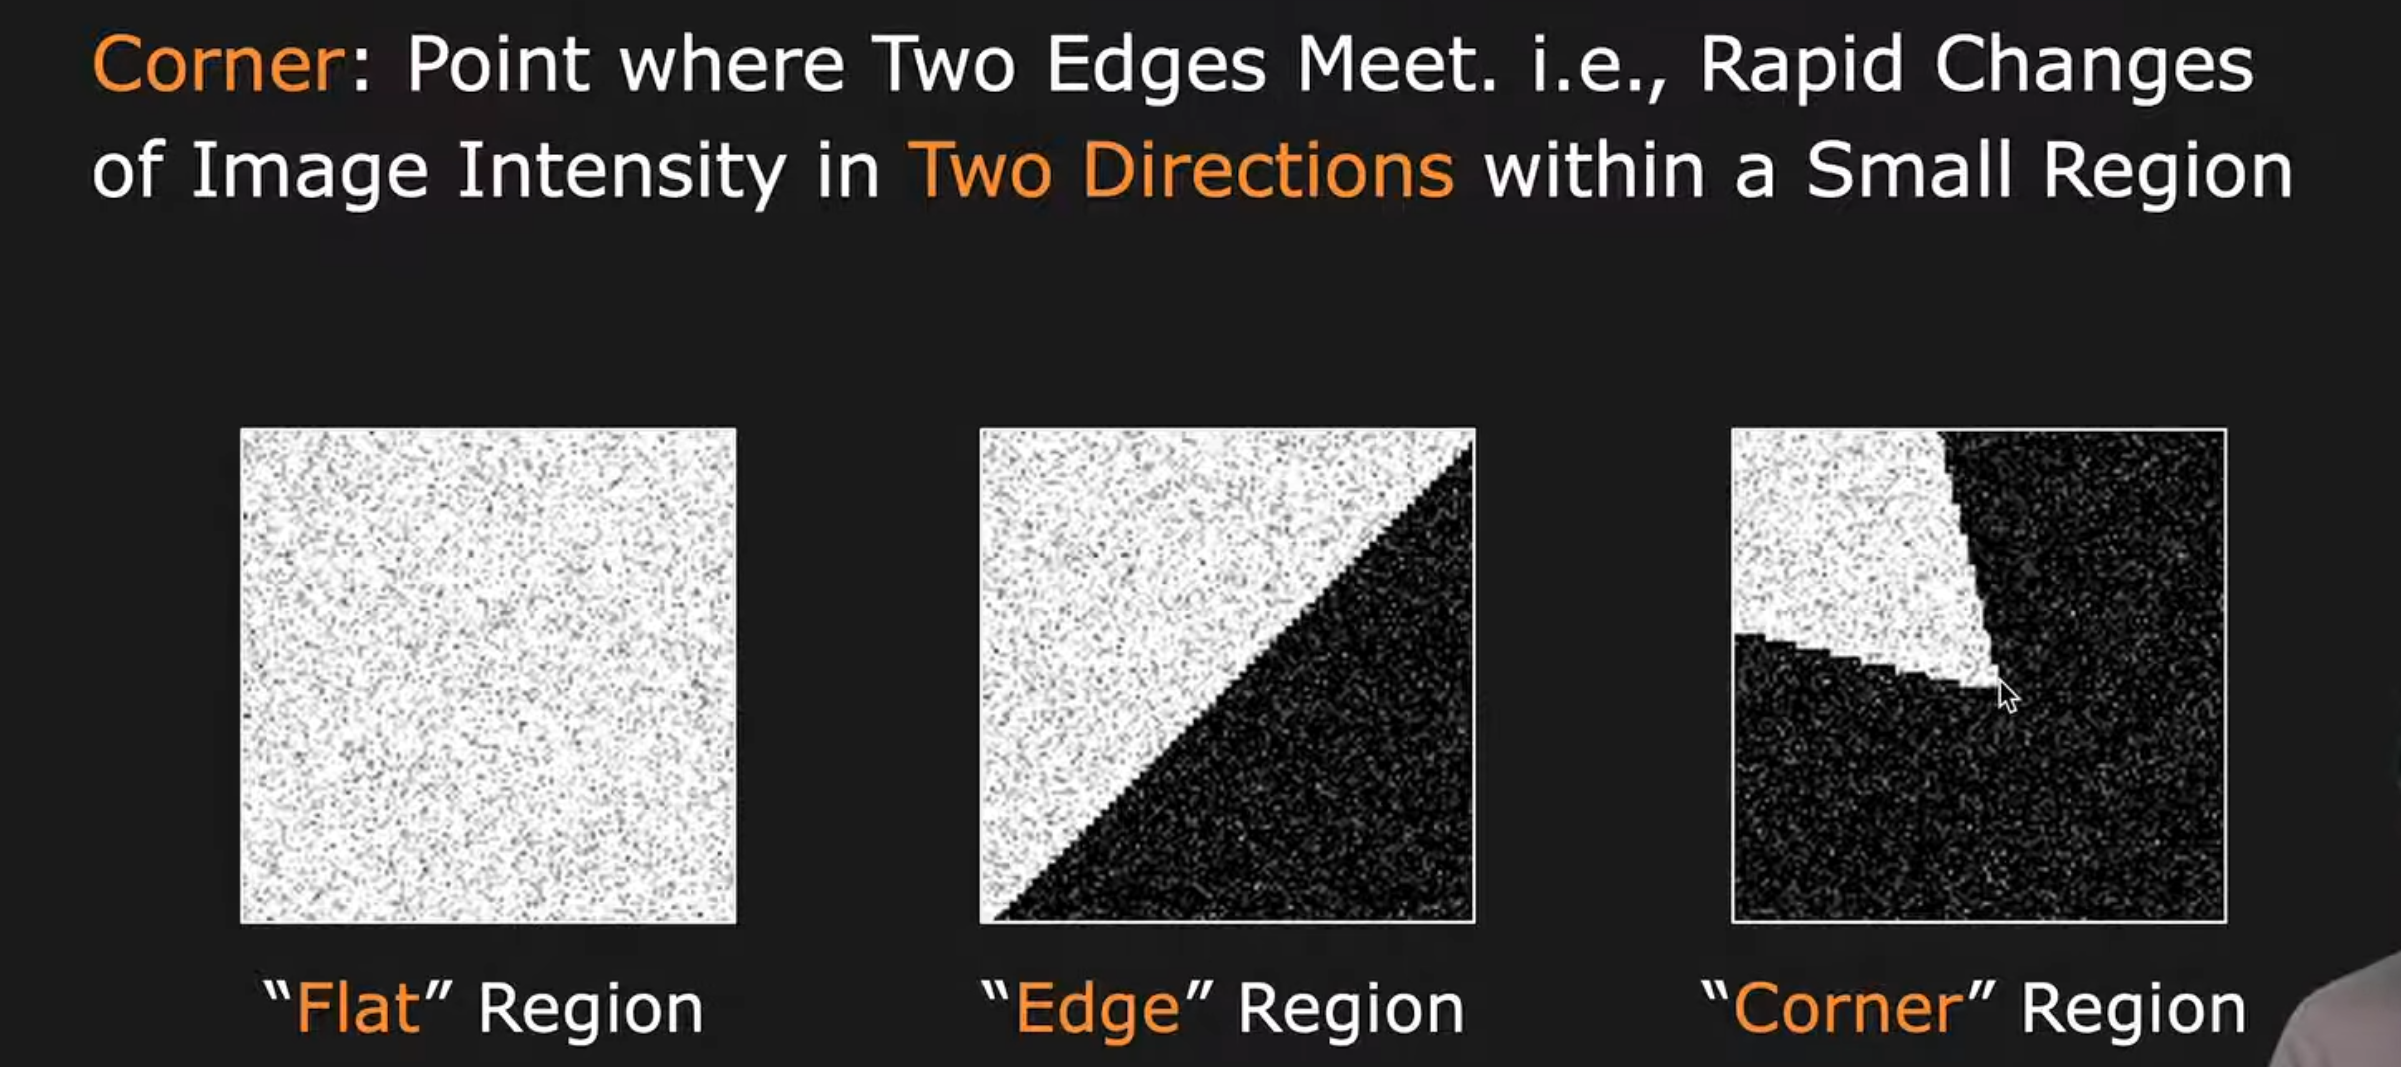 Corner: Point where Two Edges Meet. i.e., Rapid Changes
of Image Intensity in Two Directions within a Small Region
“Flat” Region
“Edge” Region
“Corner” Region